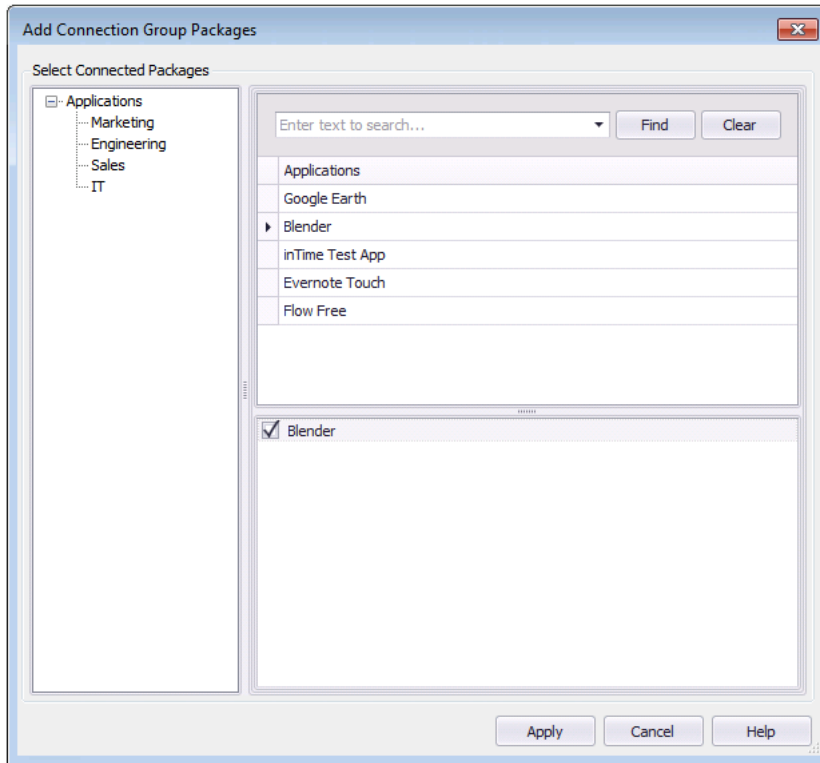 Add Connection Group Packages
Select Connected Packages
Applications
Marketing
Engineering
Sales
IT
Enter text to search...
Find
Clear
Applications
Google Earth
Blender
inTime Test App
Evernote Touch
Flow Free
Blender
Apply
Cancel
Help